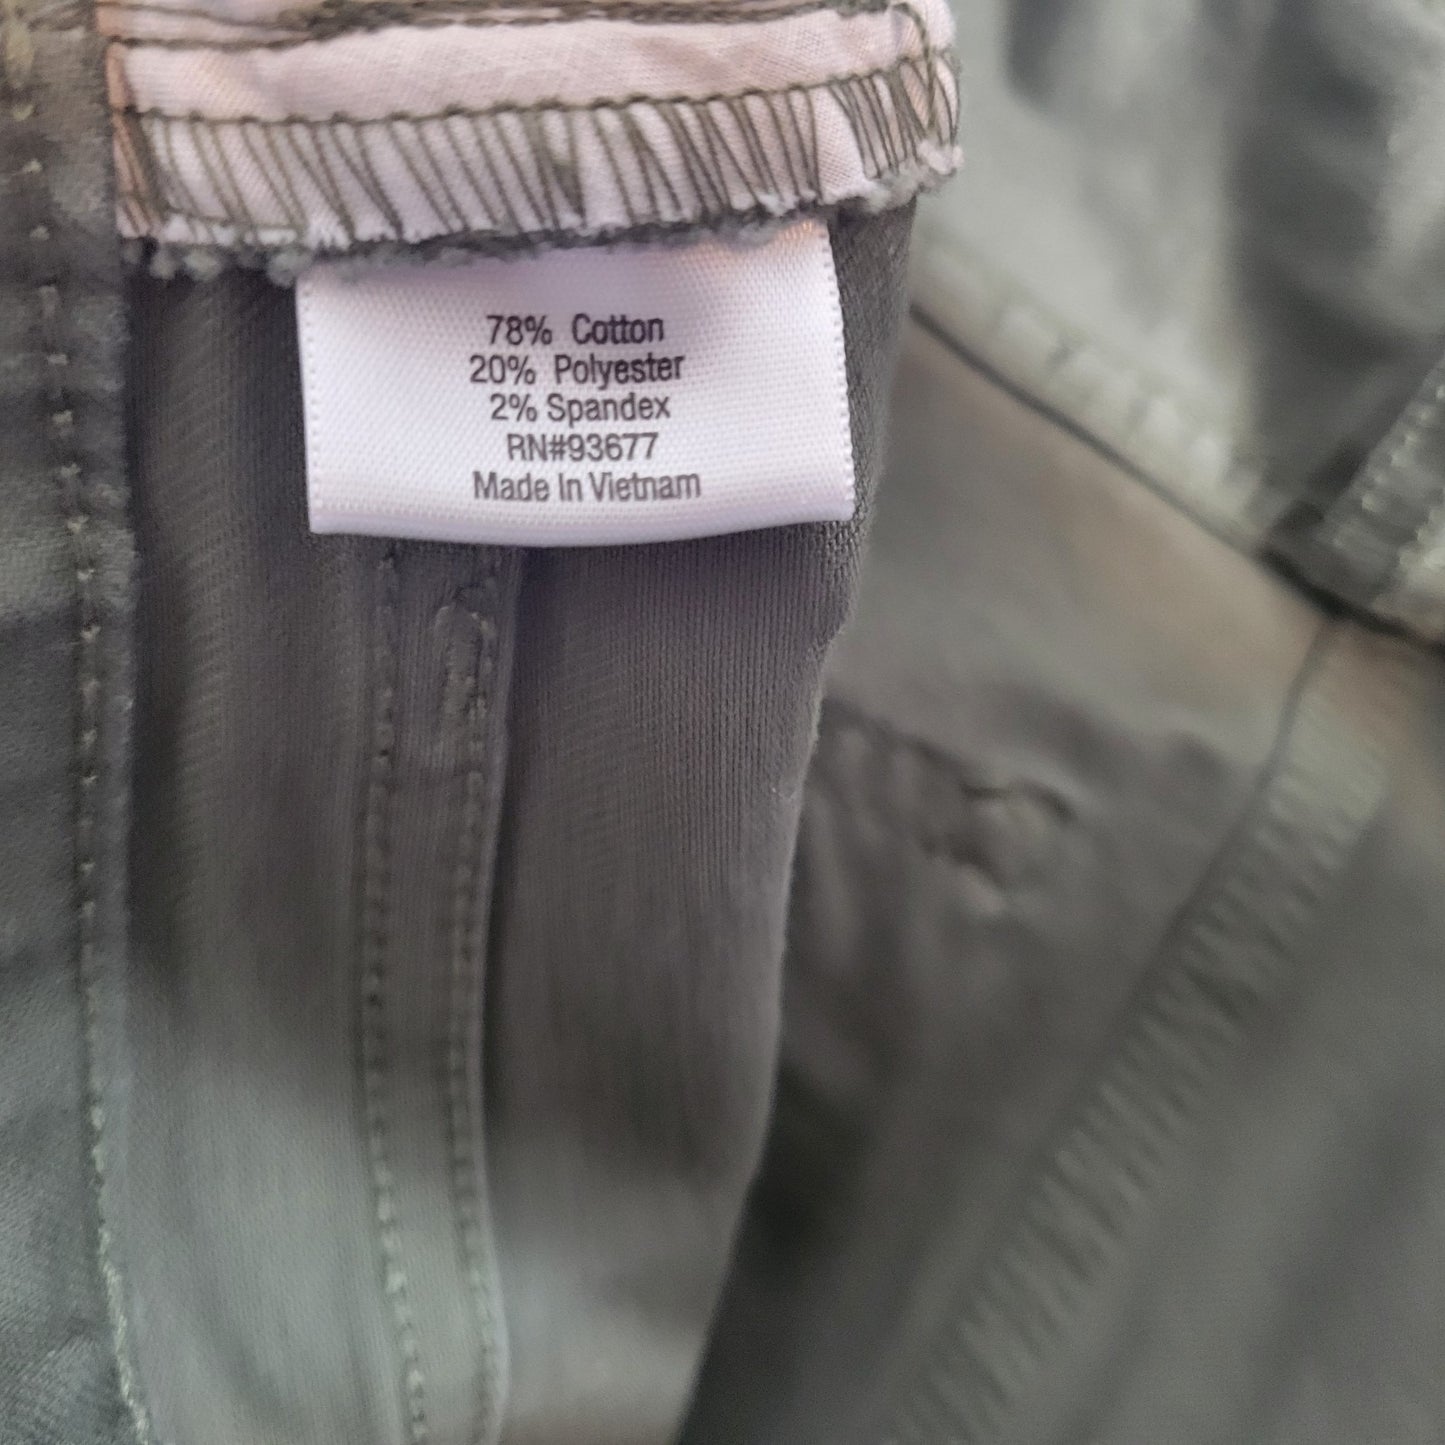 78% Cotton
20% Polyester
2% Spandex
RN#93677
Made In Vietnam